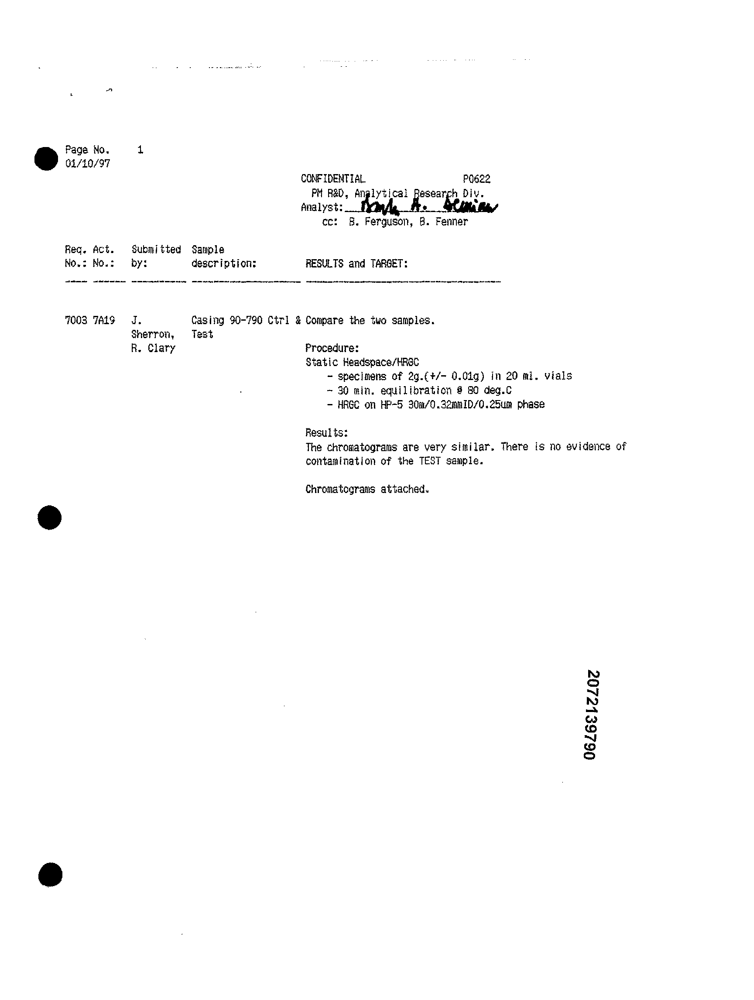 Page No. 1
01/10/97
CONFIDENTIAL P0622
PM R&D, Analytical Research Div.
Analyst:
cc: B. Ferguson, B. Fenner
Req. Act. Submitted Sample
No.: No.: by: description: RESULTS and TARGET:
7003 7A19 J. Casing 90-790 Ctrl & Compare the two samples.
Sherron, Test
R. Clary Procedure:
Static Headspace/HRGC
- specimens of 2g.(+/- 0.01g) in 20 ml. vials
- 30 min. equilibration @ 80 deg.C
- HRGC on HP-5 30m/0.32mmID/0.25um phase
Results:
The chromatograms are very similar. There is no evidence of
contamination of the TEST sample.
Chromatograms attached.
2072139790